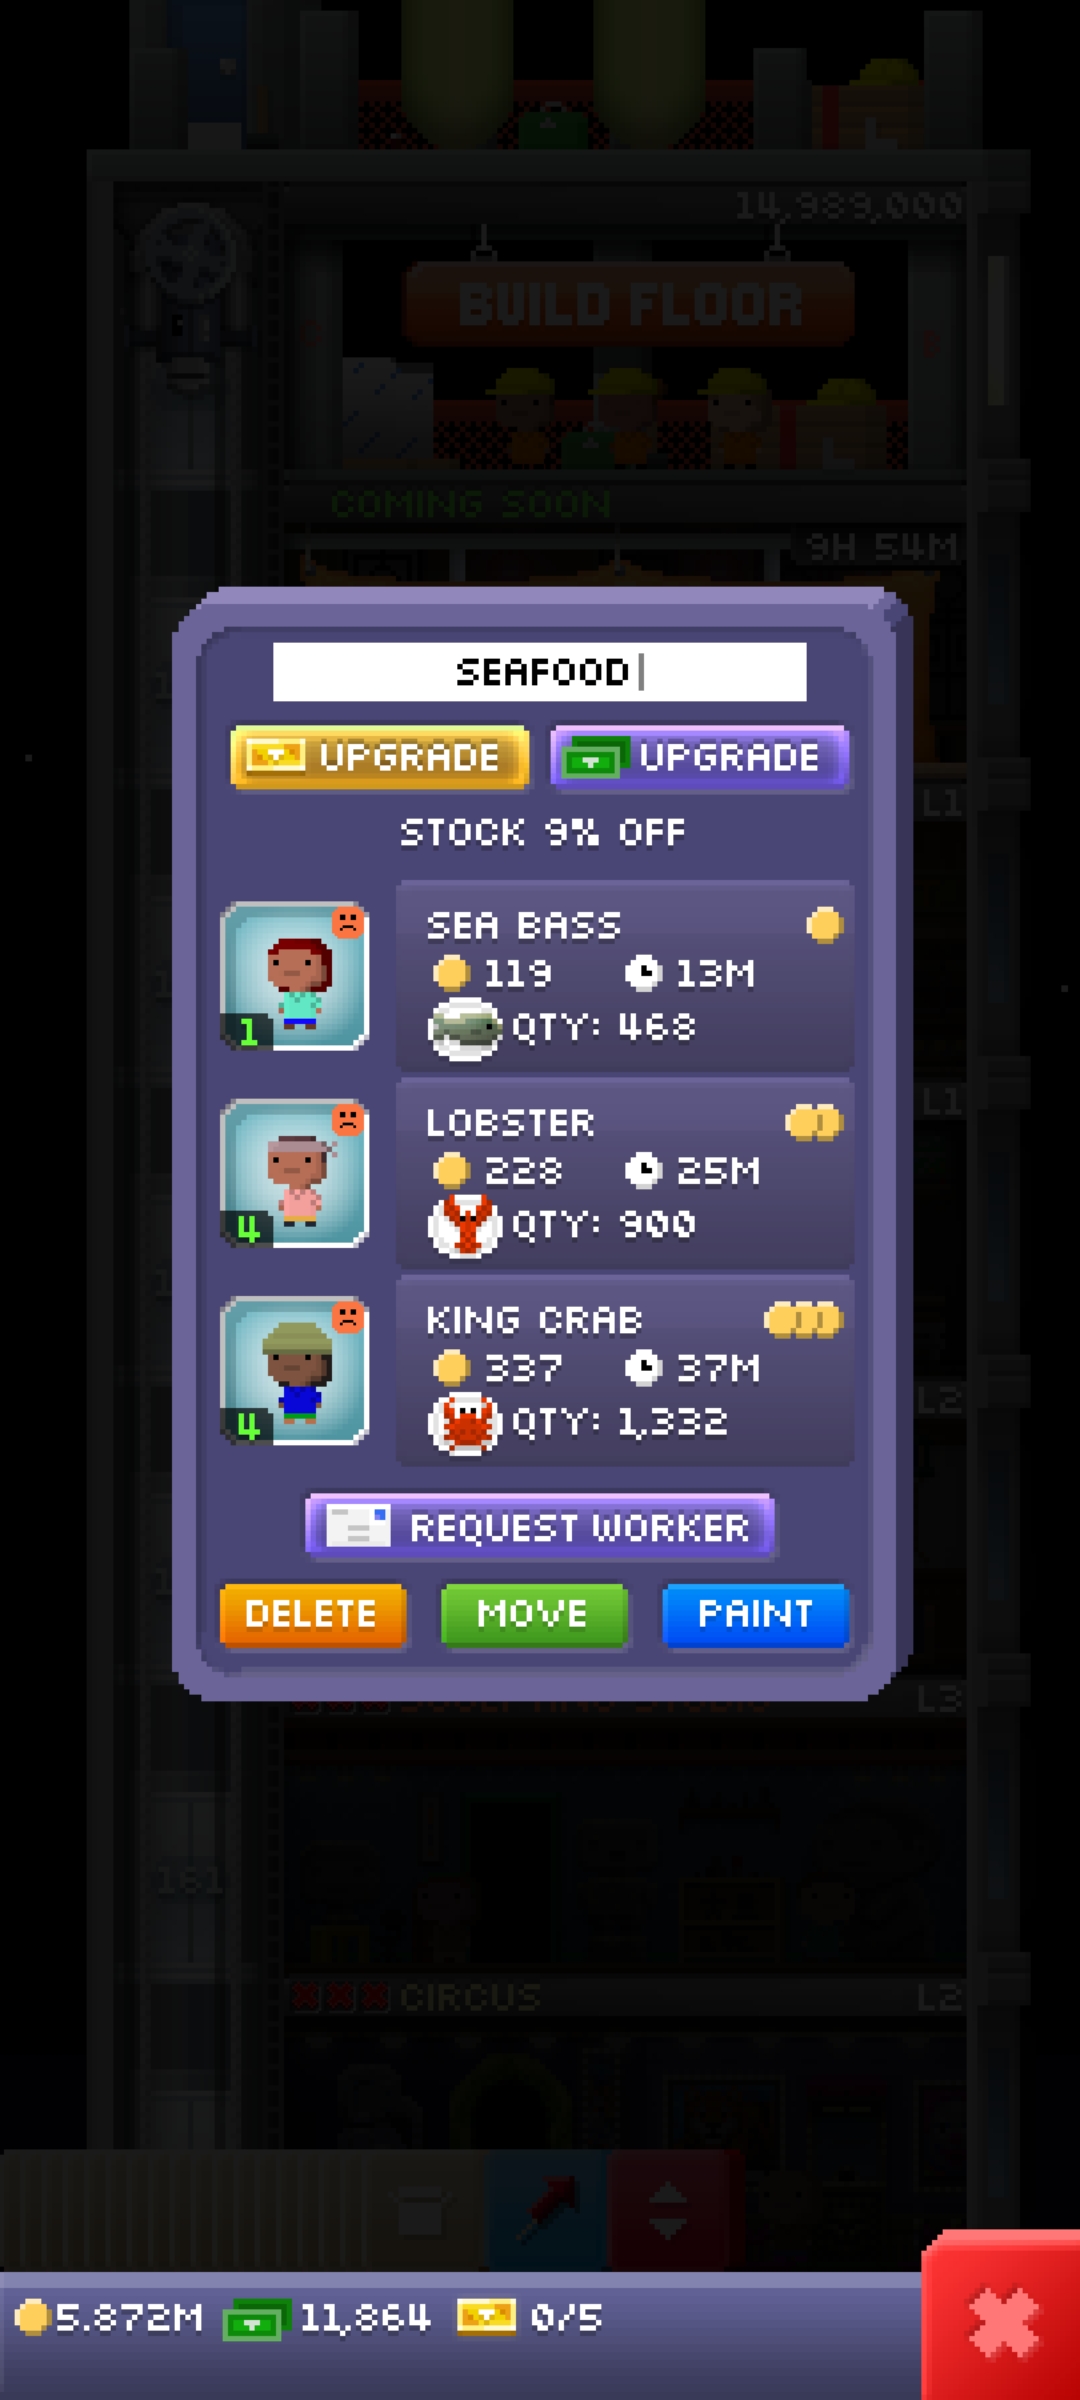 14,989,000
BUILD FLOOR
COMING SOON
9H 54M
SEAFOOD
UPGRADE UPGRADE
L1
STOCK 9% OFF
SEA BASS
119 13M
1 QTY: 468
LOBSTER
L1
228 25M
4 QTY: 900
KING CRAB
337 37M
L2
4 QTY: 1,332
REQUEST WORKER
DELETE MOVE PAINT
L3
161
CIRCUS L2
5.872M 11,864 0/5